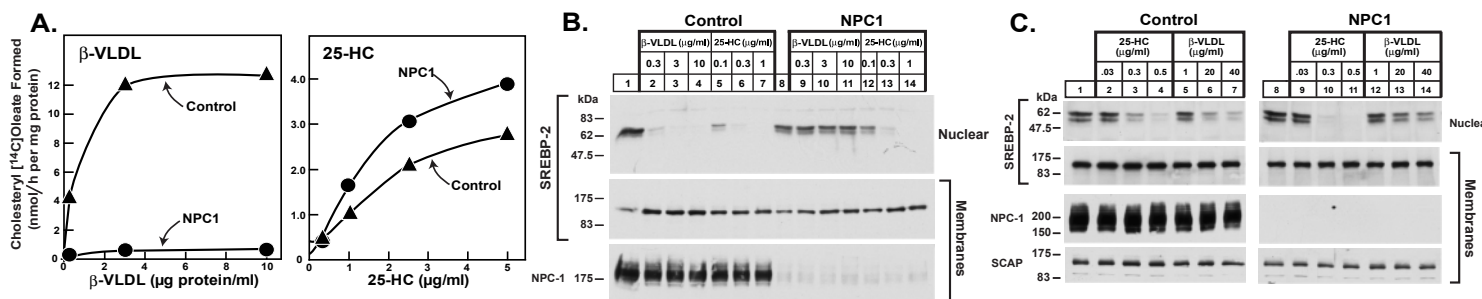 A.
β-VLDL
Cholesteryl [¹⁴C]Oleate Formed
(nmol/h per mg protein)
12
10
8
6
4
2
0
Control
NPC1
0 2 4 6 8 10
β-VLDL (µg protein/ml)
25-HC
4.0
3.0
2.0
1.0
0
NPC1
Control
0 1 2 3 4 5
25-HC (µg/ml)
B.
Control NPC1
β-VLDL (µg/ml) 25-HC (µg/ml) β-VLDL (µg/ml) 25-HC (µg/ml)
0.3 3 10 0.1 0.3 1 0.3 3 10 0.1 0.3 1
1 2 3 4 5 6 7 8 9 10 11 12 13 14
kDa
83
62
47.5
Nuclear
SREBP-2
175
83
Membranes
NPC-1 175
C.
Control NPC1
25-HC (µg/ml) β-VLDL (µg/ml) 25-HC (µg/ml) β-VLDL (µg/ml)
.03 0.3 0.5 1 20 40 .03 0.3 0.5 1 20 40
1 2 3 4 5 6 7 8 9 10 11 12 13 14
kDa
62
47.5
Nuclea
SREBP-2
175
83
Membranes
NPC-1 200
150
SCAP 175
83